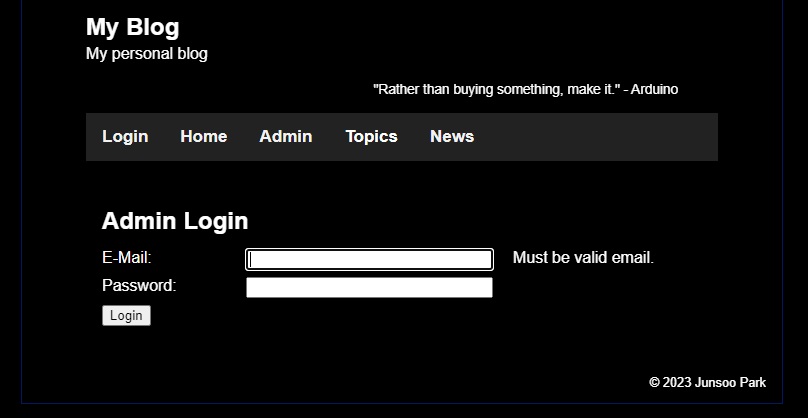 My Blog
My personal blog
"Rather than buying something, make it." - Arduino
Login Home Admin Topics News
Admin Login
E-Mail: Must be valid email.
Password:
Login
© 2023 Junsoo Park